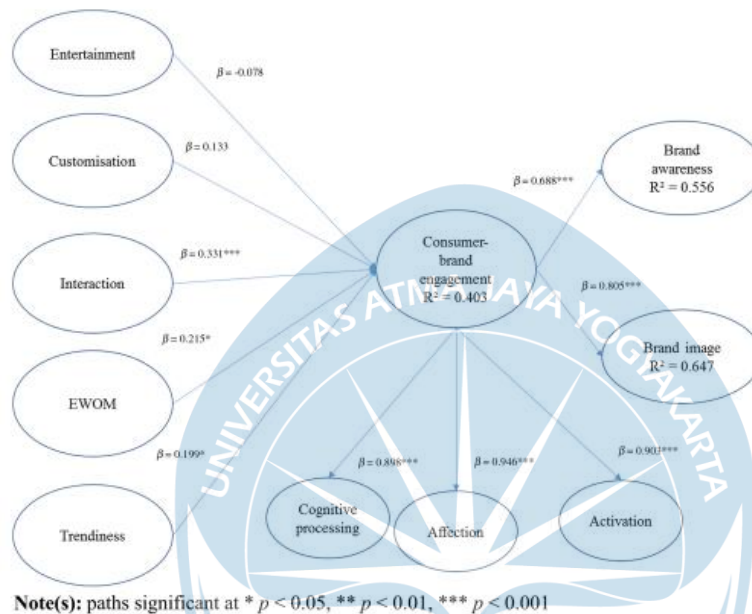 Entertainment
β = -0.078
Customisation
β = 0.133
Brand
awareness
R² = 0.556
β = 0.688***
Consumer-
brand
engagement
R² = 0.403
Interaction
β = 0.331***
β = 0.805***
UNIVERSITAS ATMA JAYA YOGYAKARTA
Brand image
R² = 0.647
β = 0.215*
EWOM
β = 0.199*
β = 0.898***
β = 0.946***
β = 0.903***
Cognitive
processing
Affection
Activation
Trendiness
Note(s): paths significant at * p < 0.05, ** p < 0.01, *** p < 0.001